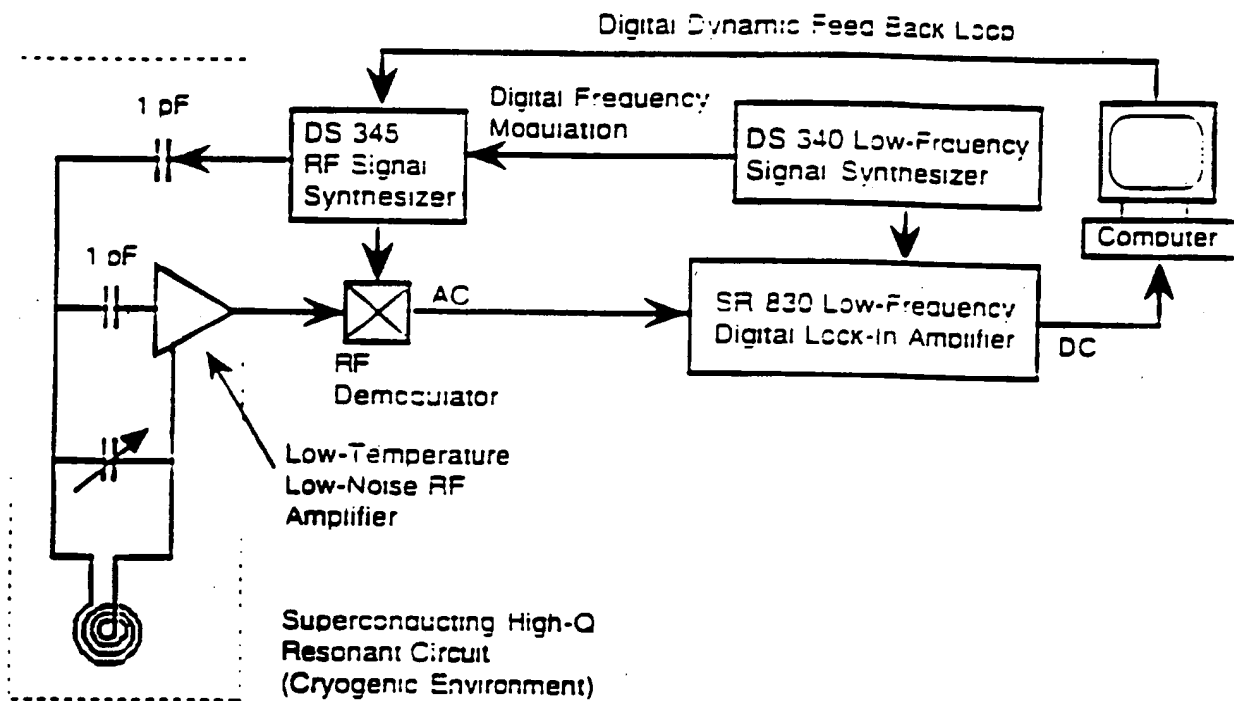 Digital Dynamic Feed Back Loop
1 pF
DS 345
RF Signal
Synthesizer
Digital Frequency
Modulation
DS 340 Low-Frquency
Signal Synthesizer
Computer
1 pF
AC
SR 830 Low-Frequency
Digital Lock-In Amplifier
DC
RF
Demodulator
Low-Temperature
Low-Noise RF
Amplifier
Superconducting High-Q
Resonant Circuit
(Cryogenic Environment)